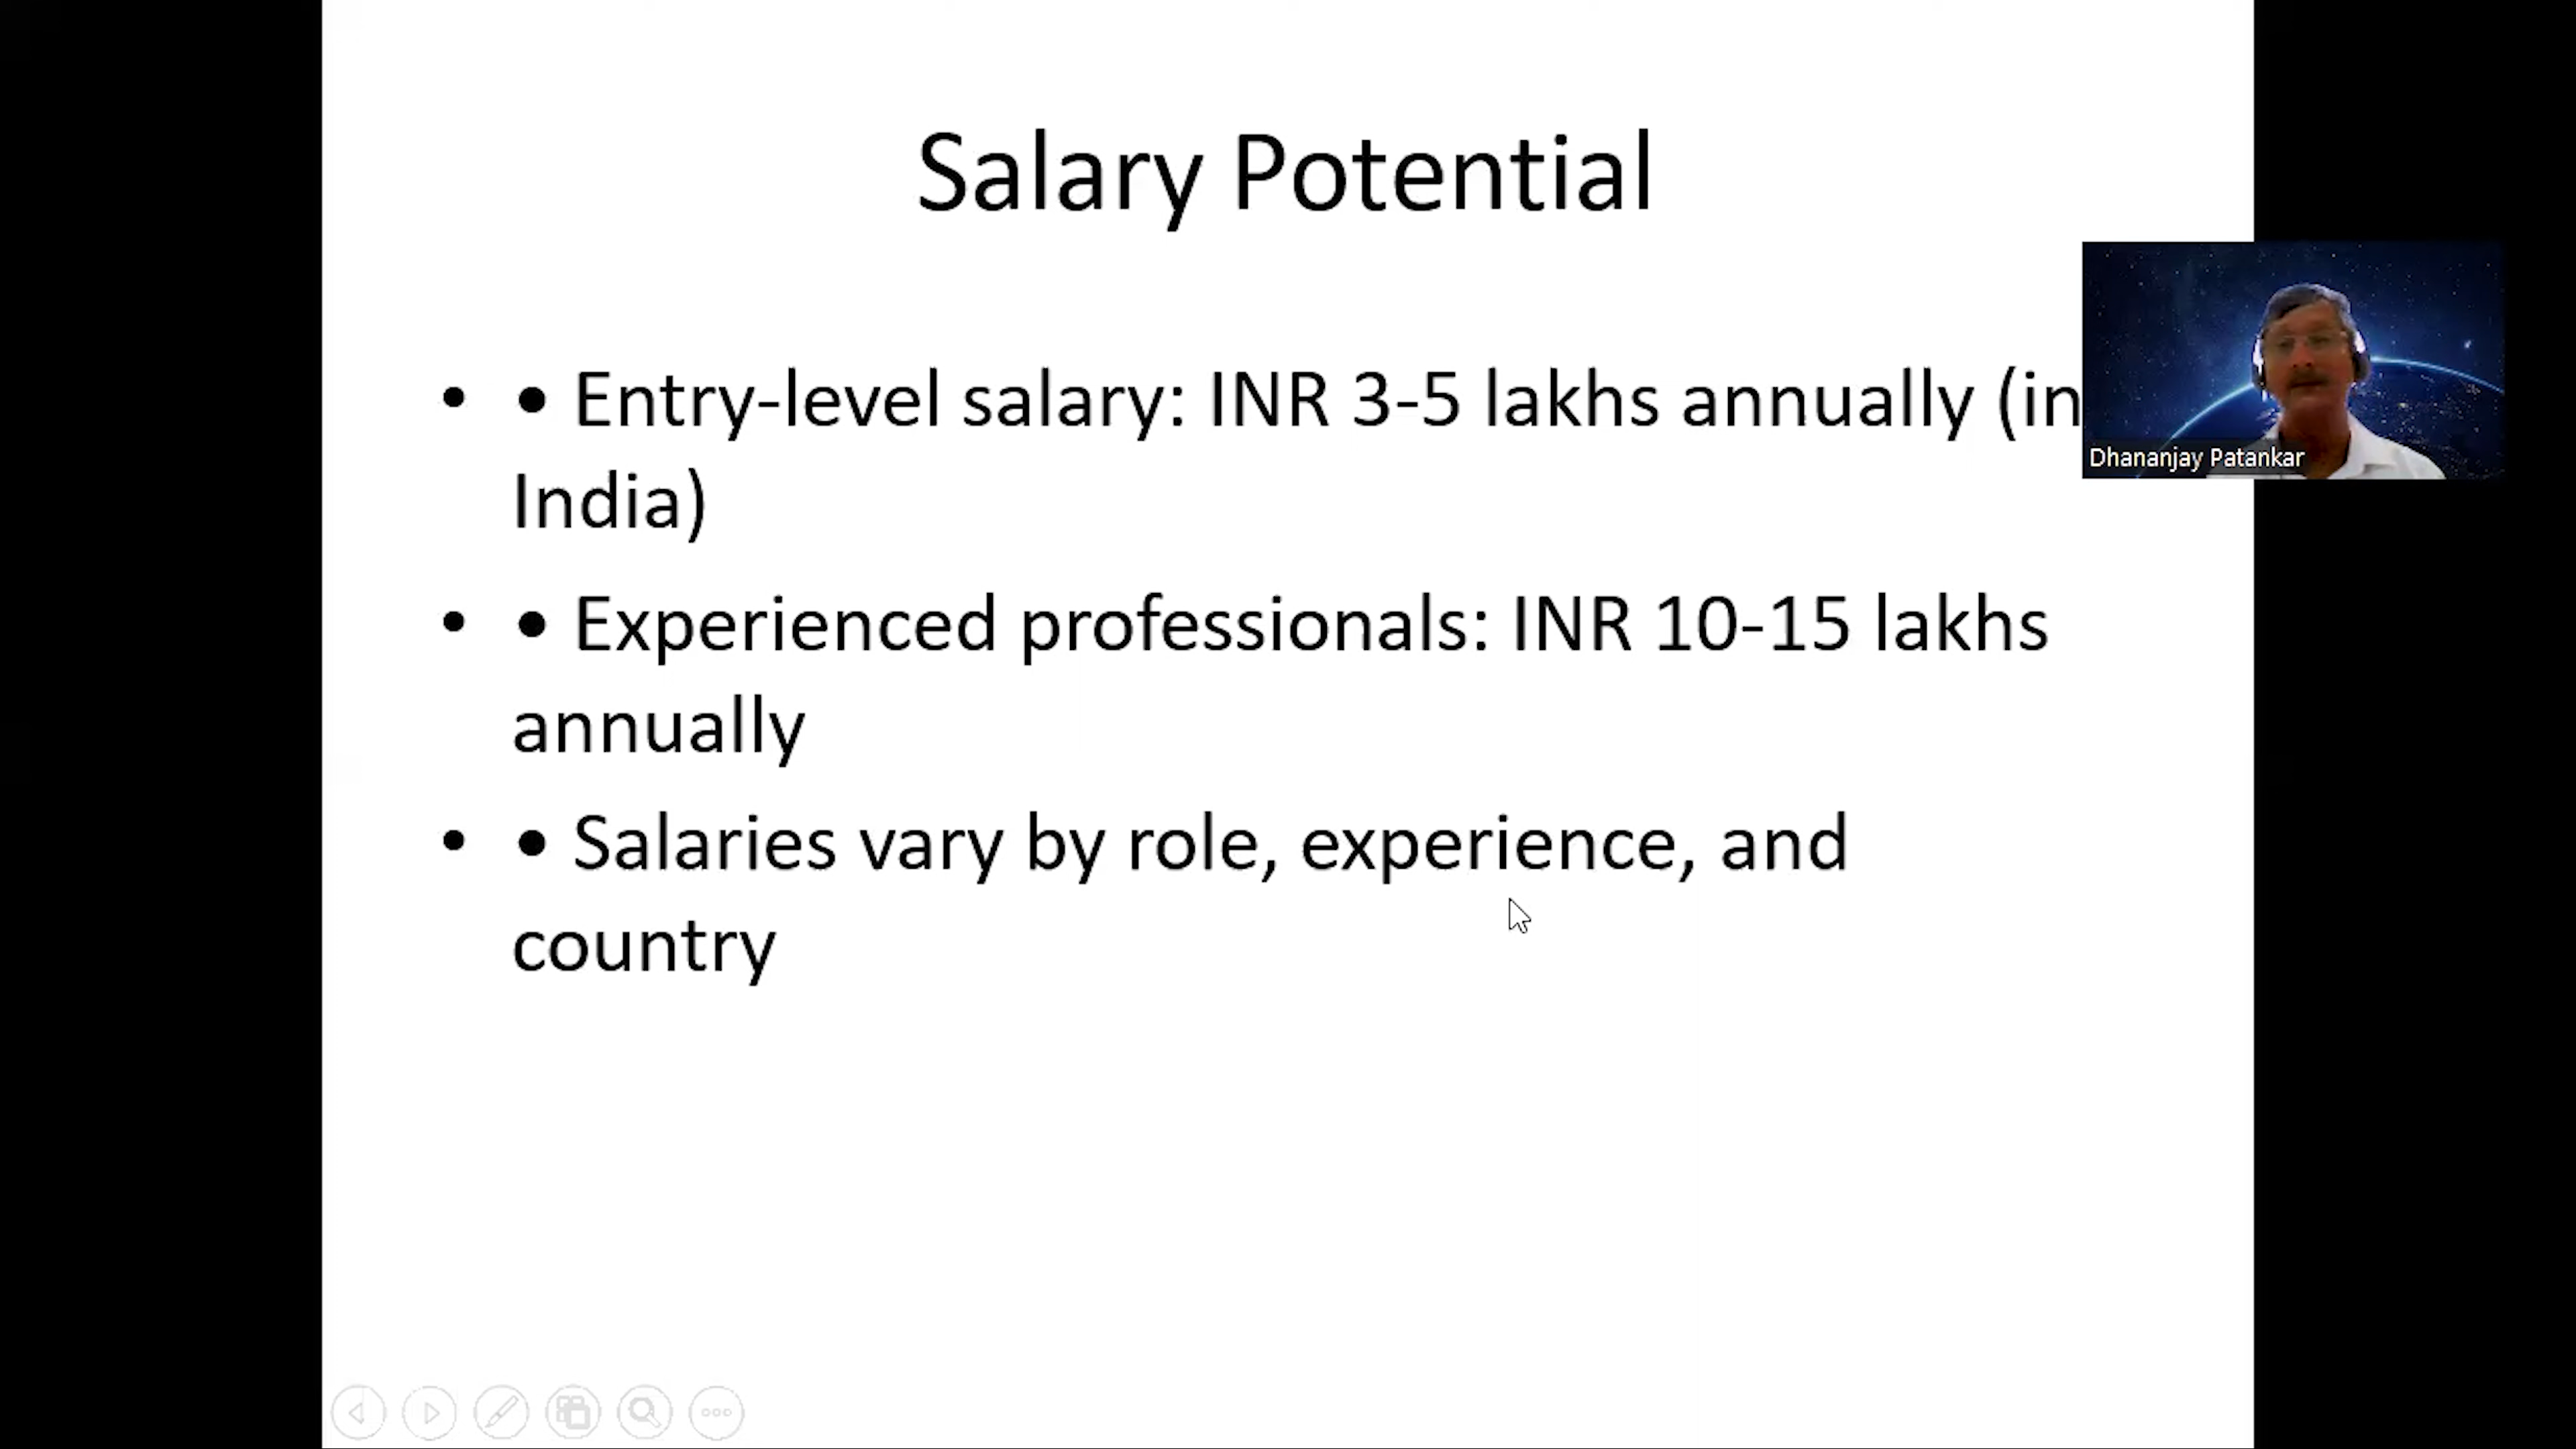 Salary Potential
• • Entry-level salary: INR 3-5 lakhs annually (in
India)
• • Experienced professionals: INR 10-15 lakhs
annually
• • Salaries vary by role, experience, and
country
Dhananjay Patankar